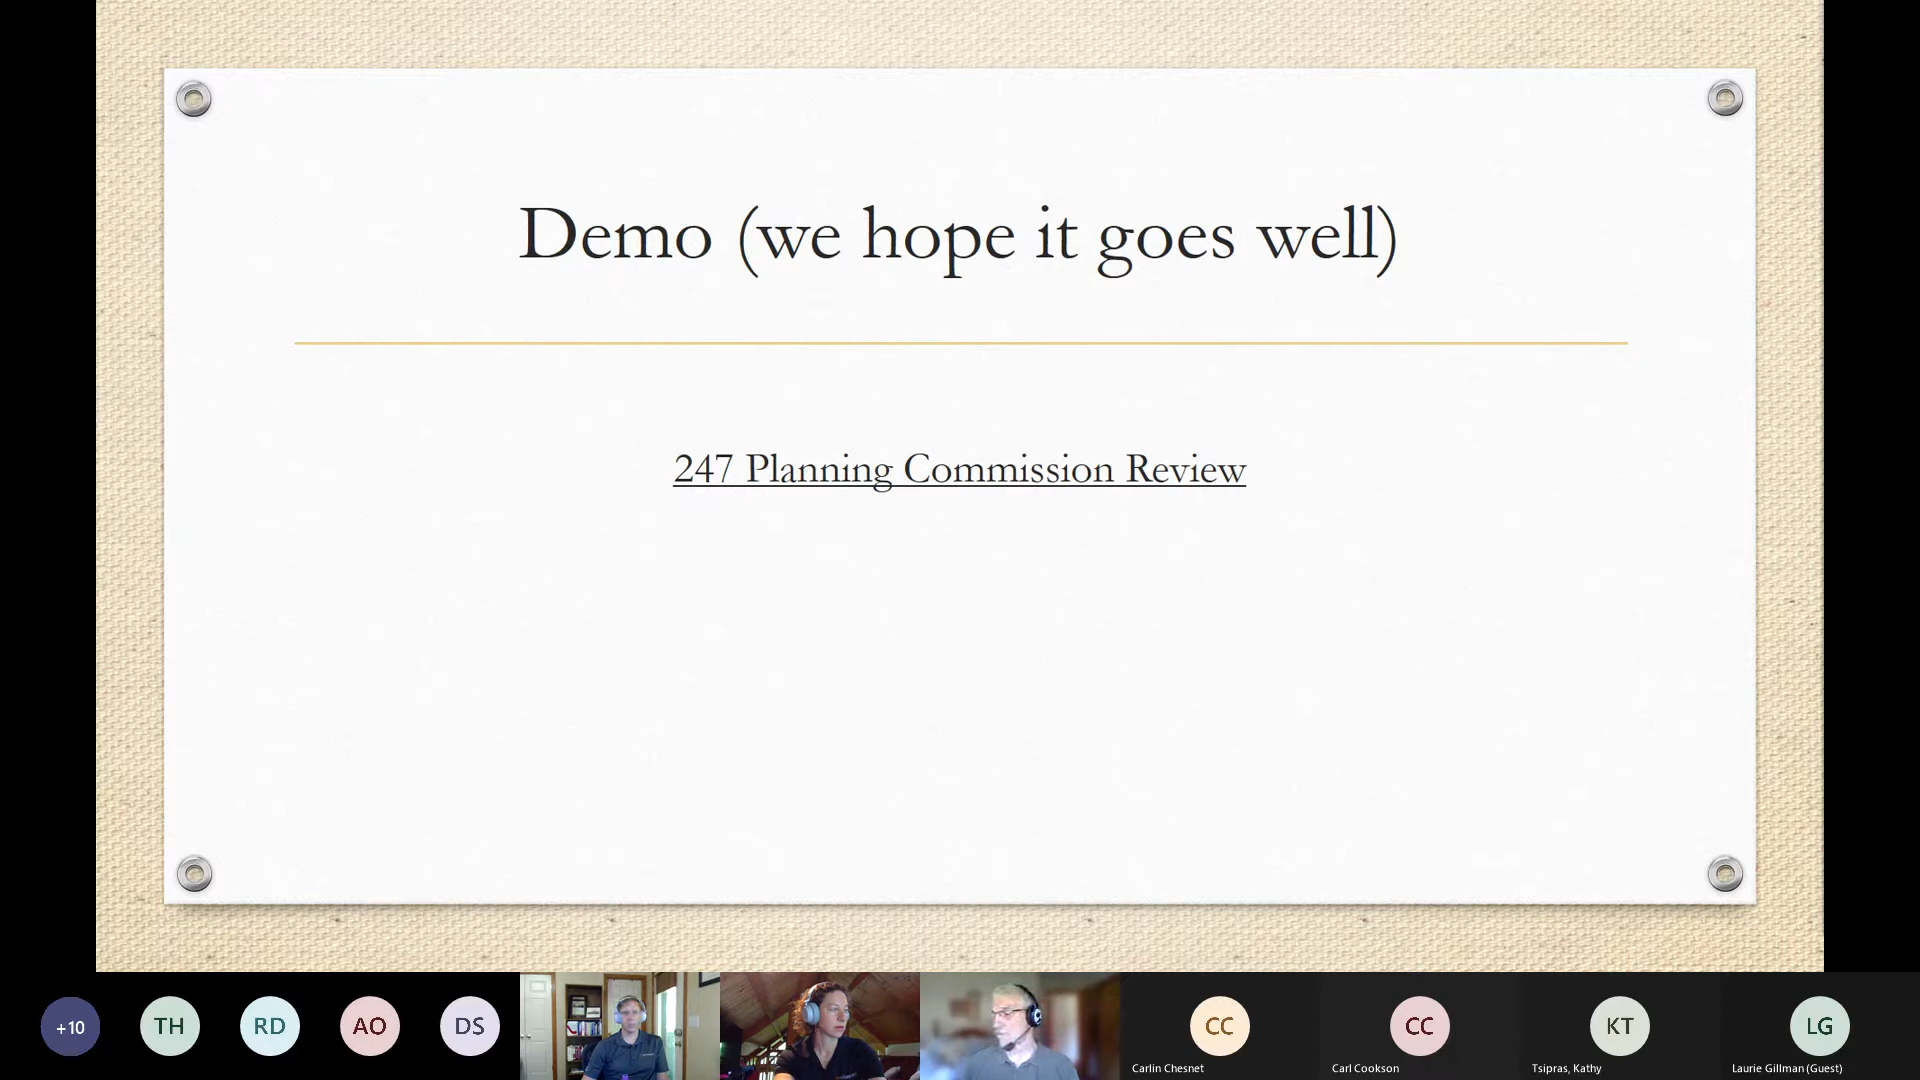 Demo (we hope it goes well)
247 Planning Commission Review
+10
TH
RD
AO
DS
CC
Carlin Chesnet
CC
Carl Cookson
KT
Tsipras, Kathy
LG
Laurie Gillman (Guest)